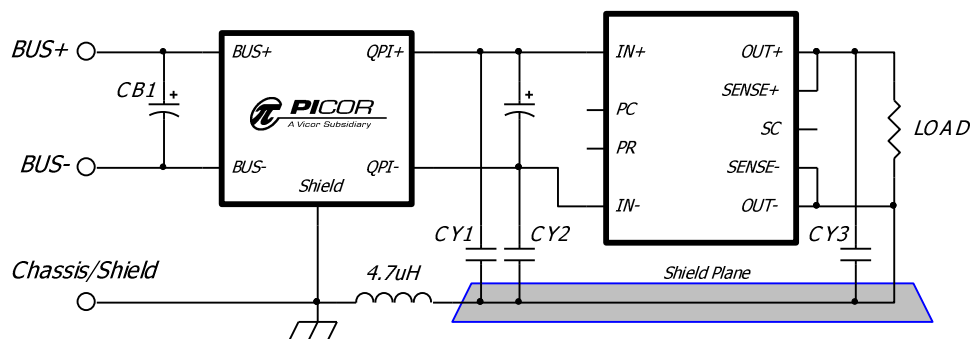 BUS+
BUS+
QPI+
IN+
OUT+
CB1
+
PICOR
A Vicor Subsidiary
+
SENSE+
PC
SC
LOAD
PR
BUS-
BUS-
QPI-
SENSE-
Shield
IN-
OUT-
CY1
CY2
CY3
Chassis/Shield
4.7uH
Shield Plane